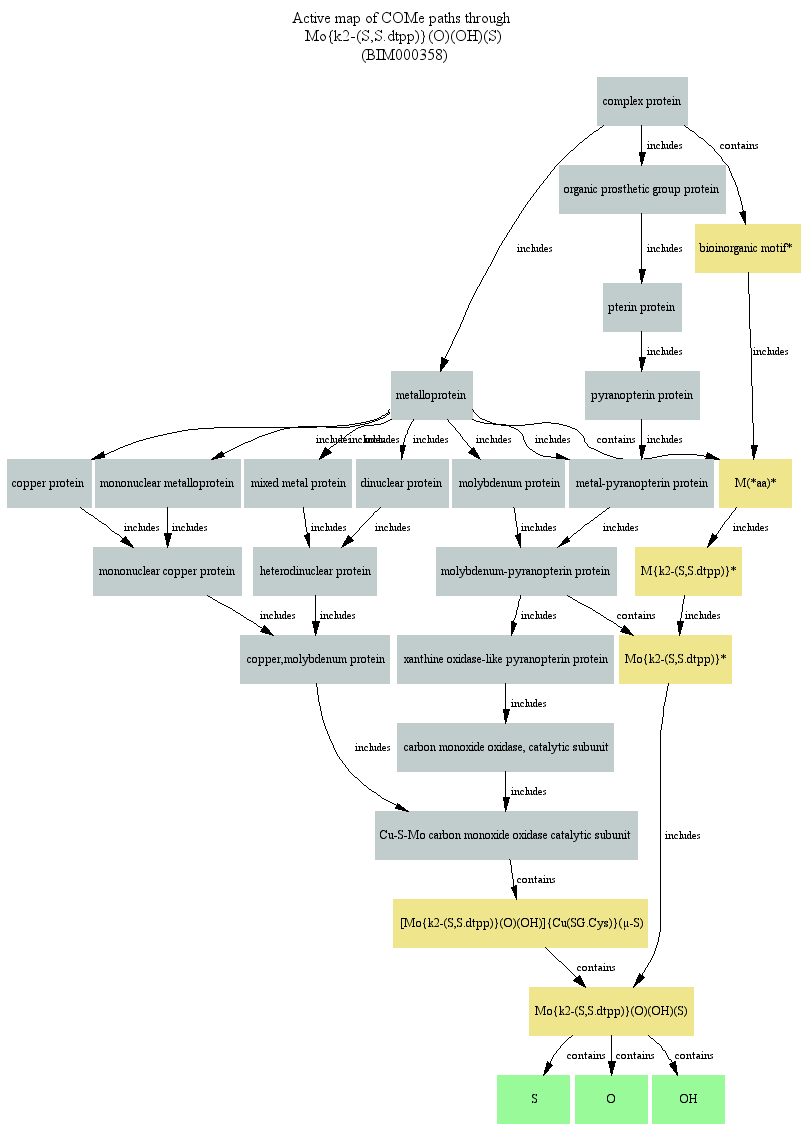 Active map of COMe paths through
Mo{k2-(S,S.dtpp)}(O)(OH)(S)
(BIM000358)
complex protein
includes
contains
organic prosthetic group protein
includes
includes
bioinorganic motif*
pterin protein
includes
includes
metalloprotein
pyranopterin protein
includes
includes
includes
includes
includes
contains
includes
copper protein
mononuclear metalloprotein
mixed metal protein
dinuclear protein
molybdenum protein
metal-pyranopterin protein
M(*aa)*
includes
includes
includes
includes
includes
includes
includes
mononuclear copper protein
heterodinuclear protein
molybdenum-pyranopterin protein
M{k2-(S,S.dtpp)}*
includes
includes
includes
contains
includes
copper,molybdenum protein
xanthine oxidase-like pyranopterin protein
Mo{k2-(S,S.dtpp)}*
includes
carbon monoxide oxidase, catalytic subunit
includes
includes
includes
Cu-S-Mo carbon monoxide oxidase catalytic subunit
contains
[Mo{k2-(S,S.dtpp)}(O)(OH)]{Cu(SG.Cys)}(μ-S)
contains
Mo{k2-(S,S.dtpp)}(O)(OH)(S)
contains
contains
contains
S
O
OH